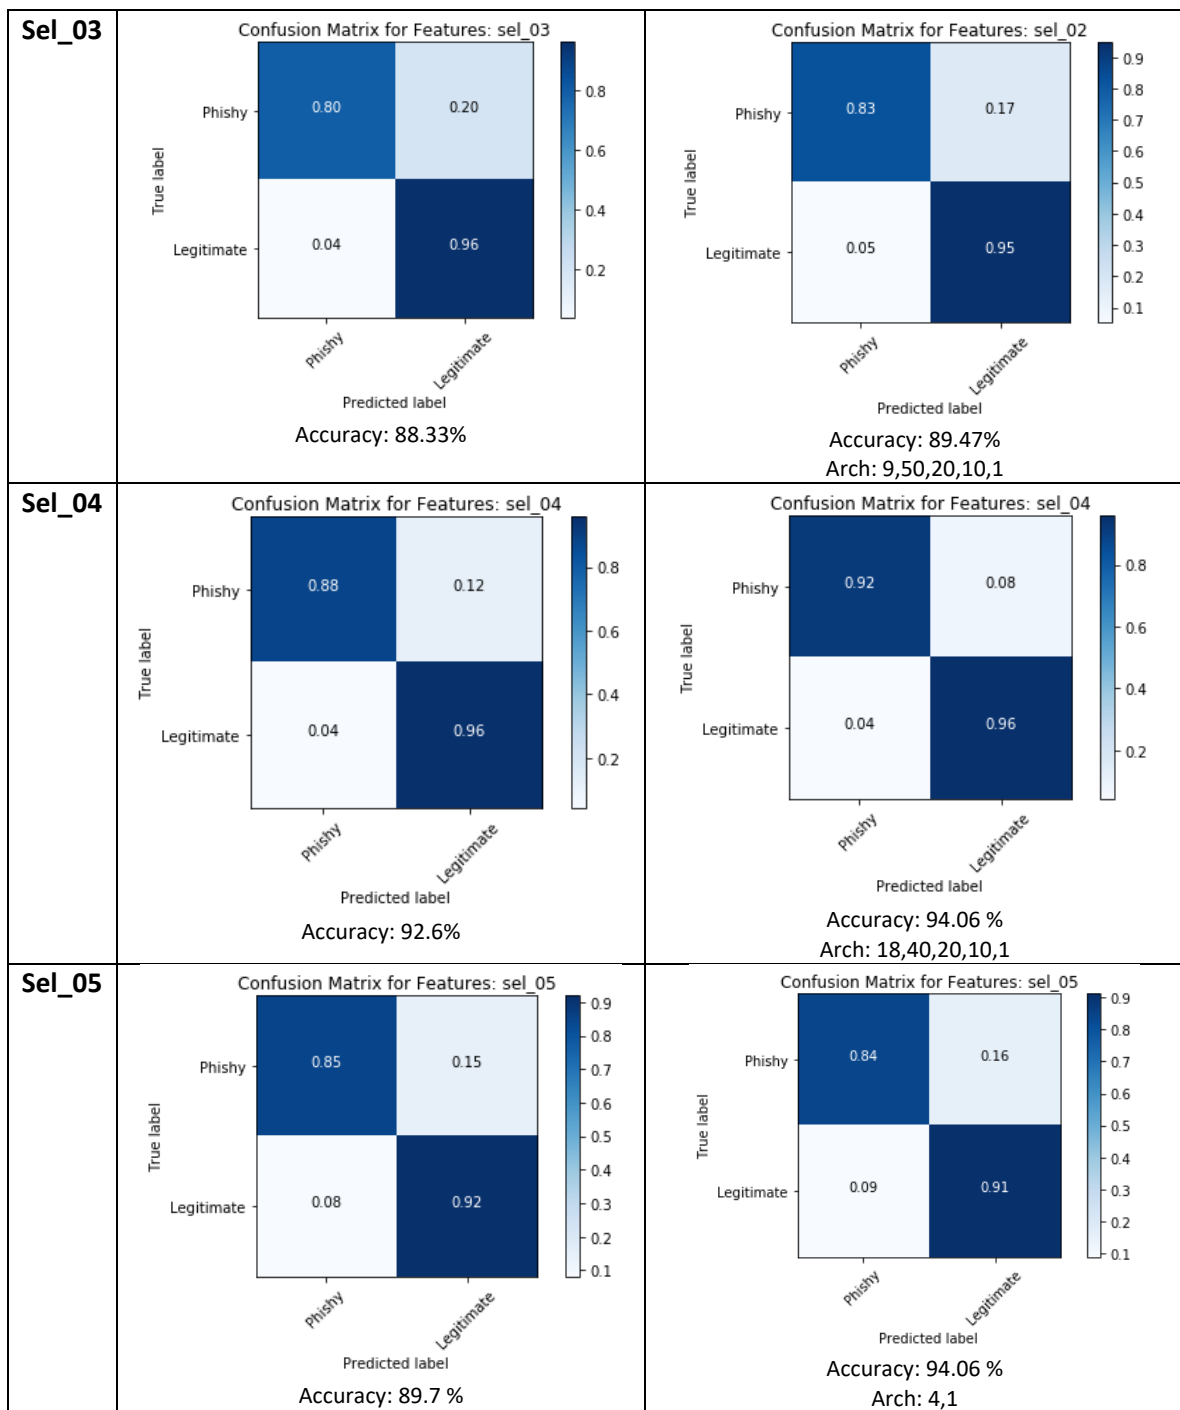 Sel_03
Confusion Matrix for Features: sel_03
Phishy
0.80
0.20
0.8
0.6
0.4
0.2
True label
Legitimate
0.04
0.96
Phishy
Legitimate
Predicted label
Accuracy: 88.33%
Confusion Matrix for Features: sel_02
Phishy
0.83
0.17
0.9
0.8
0.7
0.6
0.5
0.4
0.3
0.2
0.1
True label
Legitimate
0.05
0.95
Phishy
Legitimate
Predicted label
Accuracy: 89.47%
Arch: 9,50,20,10,1
Sel_04
Confusion Matrix for Features: sel_04
Phishy
0.88
0.12
0.8
0.6
0.4
0.2
True label
Legitimate
0.04
0.96
Phishy
Legitimate
Predicted label
Accuracy: 92.6%
Confusion Matrix for Features: sel_04
Phishy
0.92
0.08
0.8
0.6
0.4
0.2
True label
Legitimate
0.04
0.96
Phishy
Legitimate
Predicted label
Accuracy: 94.06 %
Arch: 18,40,20,10,1
Sel_05
Confusion Matrix for Features: sel_05
Phishy
0.85
0.15
0.9
0.8
0.7
0.6
0.5
0.4
0.3
0.2
0.1
True label
Legitimate
0.08
0.92
Phishy
Legitimate
Predicted label
Accuracy: 89.7 %
Confusion Matrix for Features: sel_05
Phishy
0.84
0.16
0.9
0.8
0.7
0.6
0.5
0.4
0.3
0.2
0.1
True label
Legitimate
0.09
0.91
Phishy
Legitimate
Predicted label
Accuracy: 94.06 %
Arch: 4,1